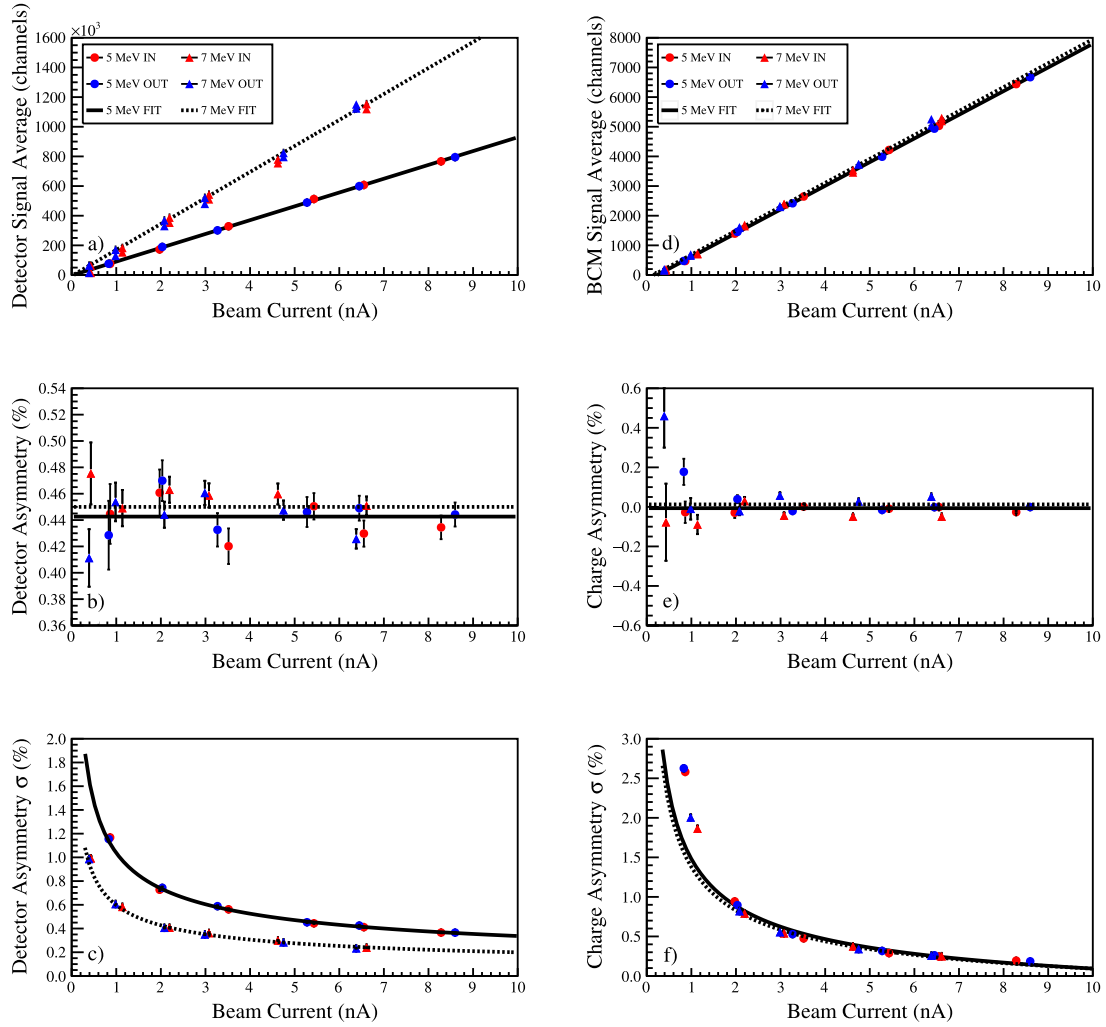 ×10³
1600
1400
1200
1000
800
600
400
200
0
Detector Signal Average (channels)
5 MeV IN
7 MeV IN
5 MeV OUT
7 MeV OUT
5 MeV FIT
7 MeV FIT
a)
0 1 2 3 4 5 6 7 8 9 10
Beam Current (nA)
8000
7000
6000
5000
4000
3000
2000
1000
0
BCM Signal Average (channels)
5 MeV IN
7 MeV IN
5 MeV OUT
7 MeV OUT
5 MeV FIT
7 MeV FIT
d)
0 1 2 3 4 5 6 7 8 9 10
Beam Current (nA)
0.54
0.52
0.50
0.48
0.46
0.44
0.42
0.40
0.38
0.36
Detector Asymmetry (%)
b)
0 1 2 3 4 5 6 7 8 9 10
Beam Current (nA)
0.6
0.4
0.2
0.0
−0.2
−0.4
−0.6
Charge Asymmetry (%)
e)
0 1 2 3 4 5 6 7 8 9 10
Beam Current (nA)
2.0
1.8
1.6
1.4
1.2
1.0
0.8
0.6
0.4
0.2
0.0
Detector Asymmetry σ (%)
c)
0 1 2 3 4 5 6 7 8 9 10
Beam Current (nA)
3.0
2.5
2.0
1.5
1.0
0.5
0.0
Charge Asymmetry σ (%)
f)
0 1 2 3 4 5 6 7 8 9 10
Beam Current (nA)